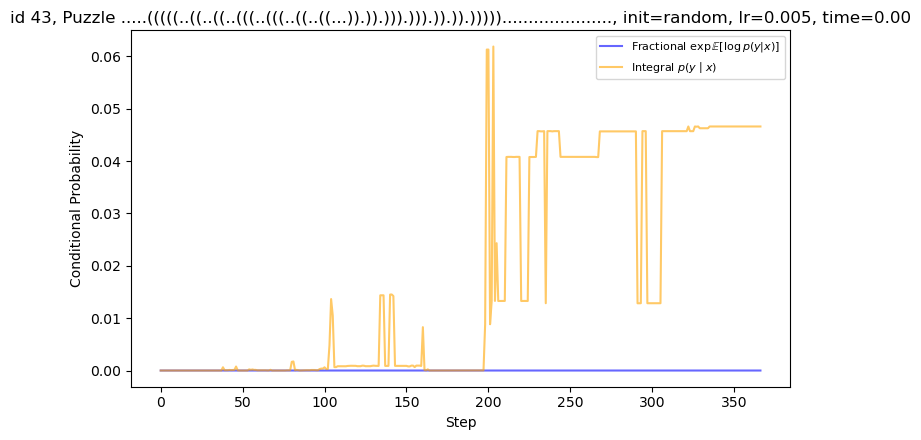 id 43, Puzzle .....(((((..((..((..(((..(((..((..((...)).)).))).))).)).)).)))))....................., init=random, lr=0.005, time=0.00
Fractional exp𝔼[log p(y|x)]
Integral p(y | x)
Conditional Probability
0.06
0.05
0.04
0.03
0.02
0.01
0.00
0 50 100 150 200 250 300 350
Step